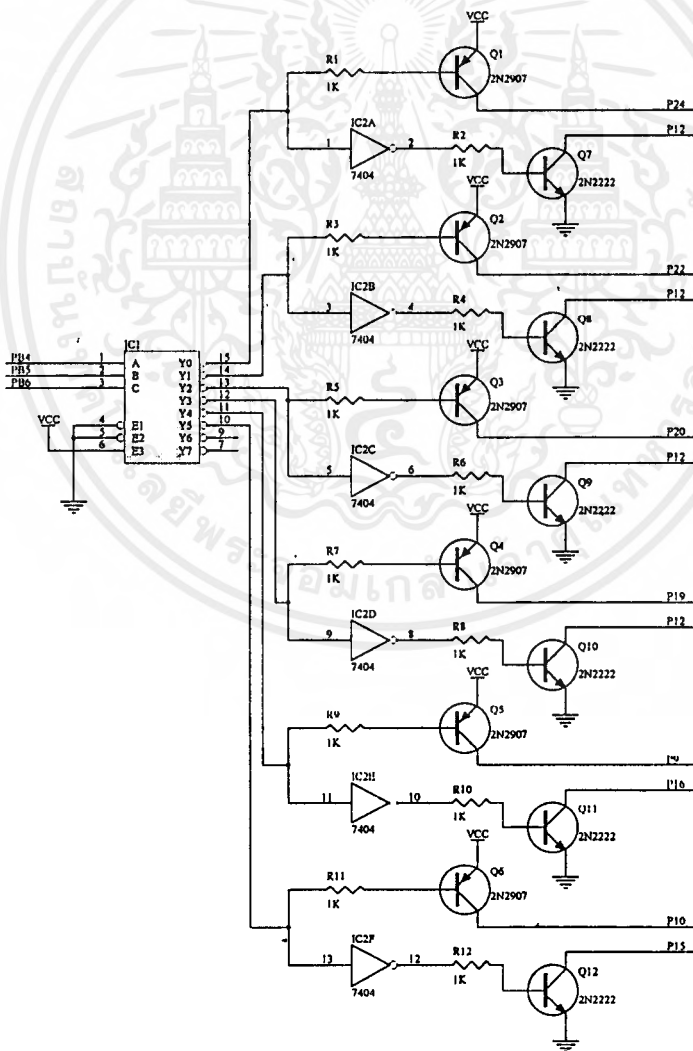 VCC
R1
Q1
1K
2N2907
P24
IC2A
R2
P12
1
2
Q7
7404
1K
VCC
2N2222
R3
Q2
1K
2N2907
P22
IC2B
R4
P12
3
4
Q8
7404
1K
VCC
2N2222
IC1
PB4
1
A
Y0
15
PB5
2
B
Y1
14
PB6
3
C
Y2
13
Y3
12
Y4
11
VCC
4
E1
Y5
10
5
E2
Y6
9
6
E3
Y7
7
R5
Q3
1K
2N2907
P20
IC2C
R6
P12
5
6
Q9
7404
1K
VCC
2N2222
R7
Q4
1K
2N2907
P19
IC2D
R8
P12
9
8
Q10
7404
1K
VCC
2N2222
R9
Q5
1K
2N2907
R10
P16
11
10
Q11
7404
1K
VCC
2N2222
R11
Q6
1K
2N2907
P10
IC2F
R12
P15
13
12
Q12
7404
1K
2N2222